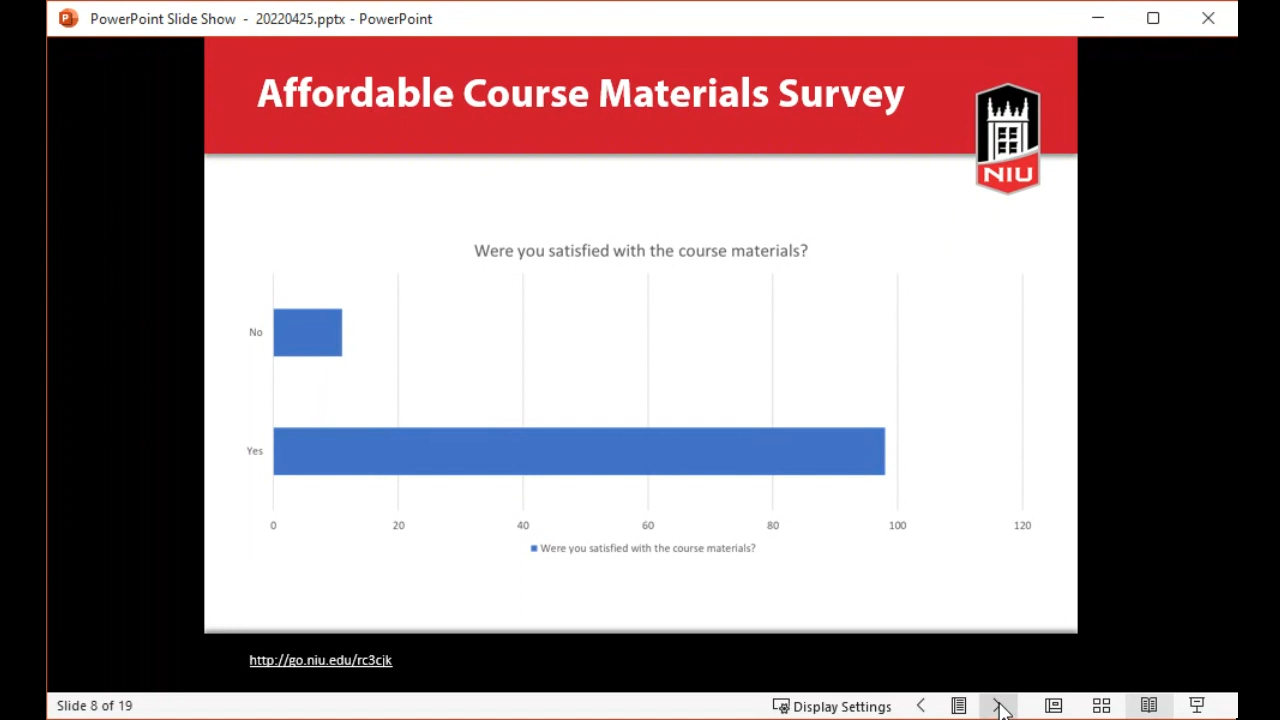 PowerPoint Slide Show - 20220425.pptx - PowerPoint
Affordable Course Materials Survey
NIU
Were you satisfied with the course materials?
No
Yes
0 20 40 60 80 100 120
Were you satisfied with the course materials?
http://go.niu.edu/rc3cjk
Slide 8 of 19 Display Settings